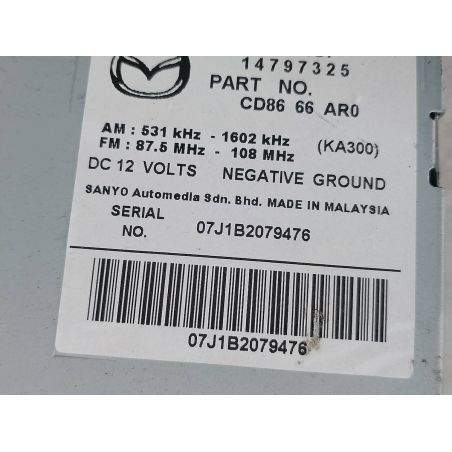 14797325
PART NO.
CD86 66 AR0
AM : 531 kHz - 1602 kHz
FM : 87.5 MHz - 108 MHz
(KA300)
DC 12 VOLTS NEGATIVE GROUND
SANYO Automedia Sdn. Bhd. MADE IN MALAYSIA
SERIAL
NO.
07J1B2079476
07J1B2079476